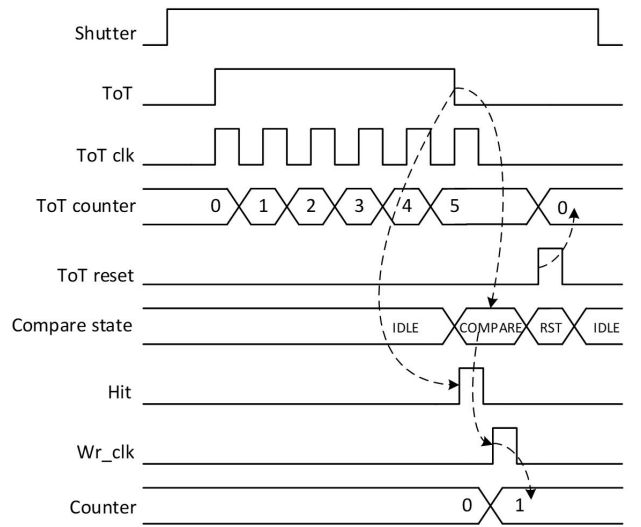 Shutter
ToT
ToT clk
ToT counter 0 1 2 3 4 5 0
ToT reset
Compare state IDLE COMPARE RST IDLE
Hit
Wr_clk
Counter 0 1